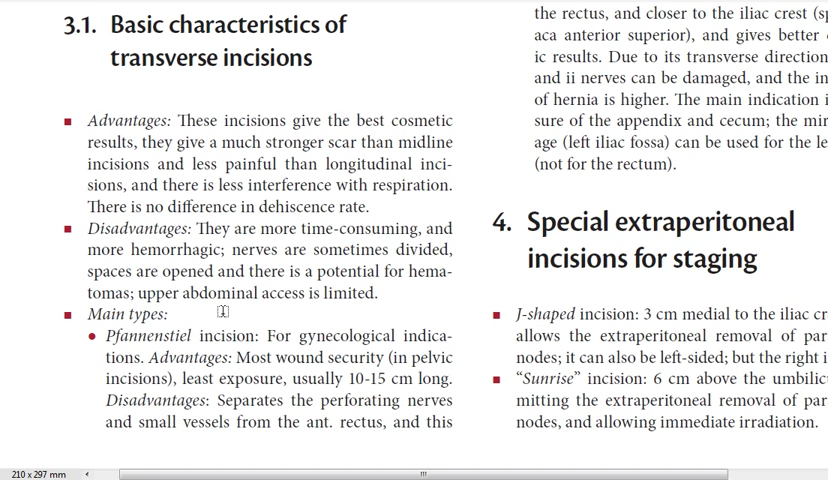 3.1. Basic characteristics of
transverse incisions
Advantages: These incisions give the best cosmetic
results, they give a much stronger scar than midline
incisions and less painful than longitudinal inci-
sions, and there is less interference with respiration.
There is no difference in dehiscence rate.
Disadvantages: They are more time-consuming, and
more hemorrhagic; nerves are sometimes divided,
spaces are opened and there is a potential for hema-
tomas; upper abdominal access is limited.
Main types:
Pfannenstiel incision: For gynecological indica-
tions. Advantages: Most wound security (in pelvic
incisions), least exposure, usually 10-15 cm long.
Disadvantages: Separates the perforating nerves
and small vessels from the ant. rectus, and this
the rectus, and closer to the iliac crest (sp
aca anterior superior), and gives better
ic results. Due to its transverse direction
and ii nerves can be damaged, and the in
of hernia is higher. The main indication i
sure of the appendix and cecum; the mir
age (left iliac fossa) can be used for the le
(not for the rectum).
4. Special extraperitoneal
incisions for staging
J-shaped incision: 3 cm medial to the iliac cr
allows the extraperitoneal removal of par
nodes; it can also be left-sided; but the right i
“Sunrise” incision: 6 cm above the umbilic
mitting the extraperitoneal removal of par
nodes, and allowing immediate irradiation.
210 x 297 mm